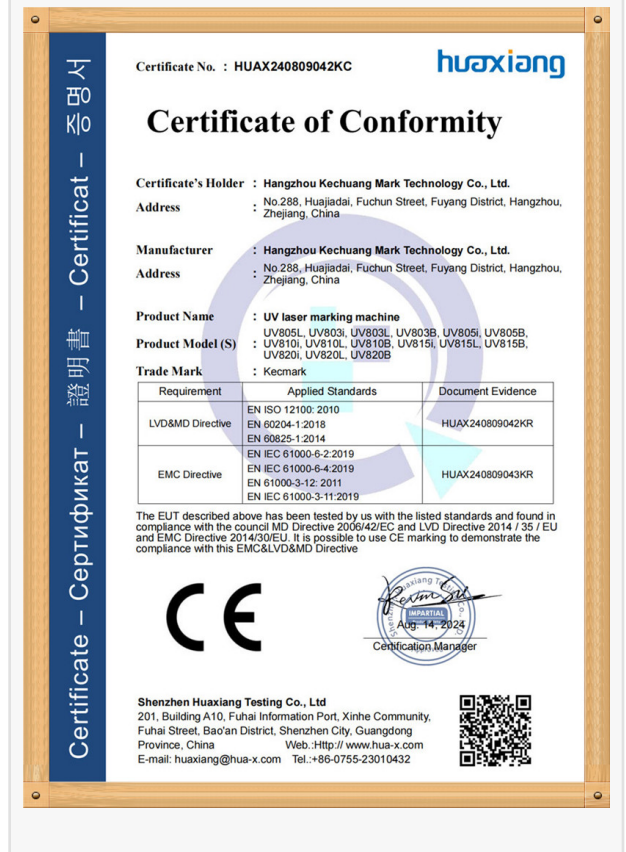 huaxiang
Certificate No. : HUAX240809042KC
Certificate of Conformity
Certificate's Holder : Hangzhou Kechuang Mark Technology Co., Ltd.
Address : No.288, Huajiadai, Fuchun Street, Fuyang District, Hangzhou,
Zhejiang, China
Manufacturer : Hangzhou Kechuang Mark Technology Co., Ltd.
Address : No.288, Huajiadai, Fuchun Street, Fuyang District, Hangzhou,
Zhejiang, China
Product Name : UV laser marking machine
Product Model (S) : UV805L, UV803i, UV803L, UV803B, UV805i, UV805B,
UV810i, UV810L, UV810B, UV815i, UV815L, UV815B,
UV820i, UV820L, UV820B
Trade Mark : Kecmark
Requirement Applied Standards Document Evidence
LVD&MD Directive
EN ISO 12100: 2010
EN 60204-1:2018
EN 60825-1:2014
HUAX240809042KR
EMC Directive
EN IEC 61000-6-2:2019
EN IEC 61000-6-4:2019
EN 61000-3-12: 2011
EN IEC 61000-3-11:2019
HUAX240809043KR
The EUT described above has been tested by us with the listed standards and found in
compliance with the council MD Directive 2006/42/EC and LVD Directive 2014 / 35 / EU
and EMC Directive 2014/30/EU. It is possible to use CE marking to demonstrate the
compliance with this EMC&LVD&MD Directive
CE
IMPARTIAL
Aug. 14, 2024
Certification Manager
Shenzhen Huaxiang Testing Co., Ltd
201, Building A10, Fuhai Information Port, Xinhe Community,
Fuhai Street, Bao'an District, Shenzhen City, Guangdong
Province, China Web.:Http:// www.hua-x.com
E-mail: huaxiang@hua-x.com Tel.:+86-0755-23010432
Certificate – Сертификат – 證明書 – Certificat – 증명서